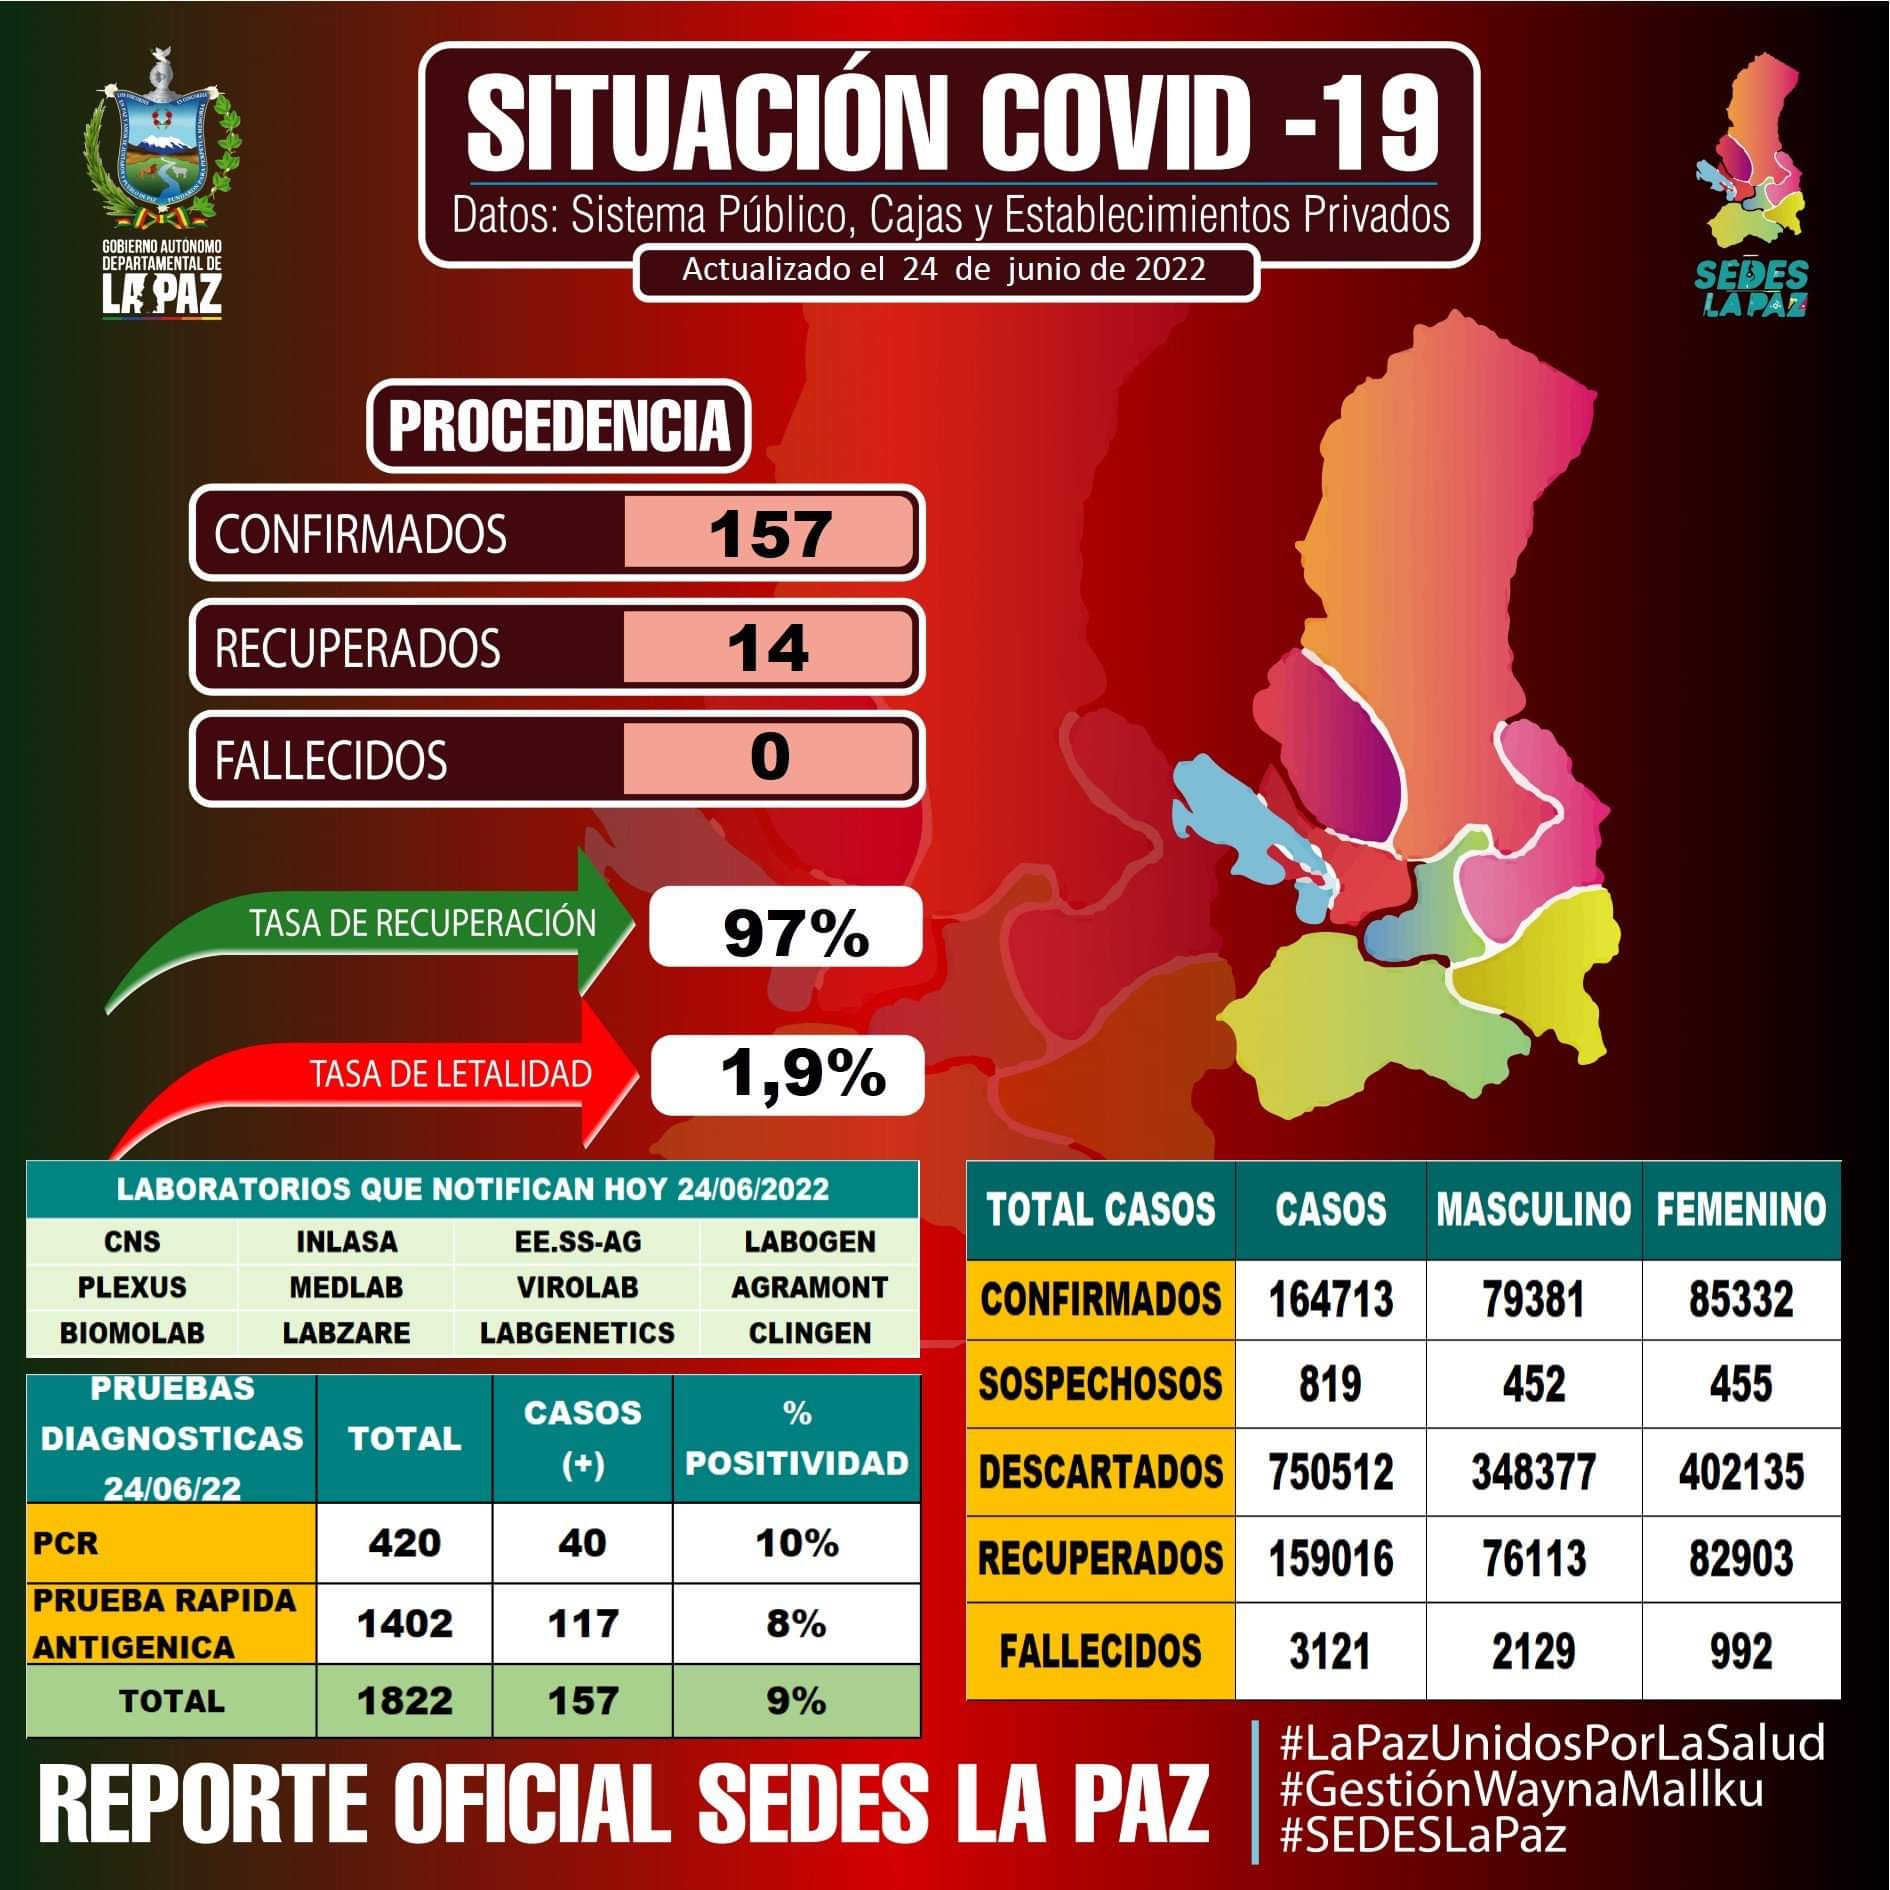 SITUACIÓN COVID -19
Datos: Sistema Público, Cajas y Establecimientos Privados
Actualizado el 24 de junio de 2022
GOBIERNO AUTÓNOMO
DEPARTAMENTAL DE
LA PAZ
SEDES
LA PAZ
PROCEDENCIA
CONFIRMADOS 157
RECUPERADOS 14
FALLECIDOS 0
TASA DE RECUPERACIÓN 97%
TASA DE LETALIDAD 1,9%
LABORATORIOS QUE NOTIFICAN HOY 24/06/2022
CNS INLASA EE.SS-AG LABOGEN
PLEXUS MEDLAB VIROLAB AGRAMONT
BIOMOLAB LABZARE LABGENETICS CLINGEN
PRUEBAS
DIAGNOSTICAS
24/06/22
TOTAL
CASOS
(+)
%
POSITIVIDAD
PCR 420 40 10%
PRUEBA RAPIDA
ANTIGENICA
1402 117 8%
TOTAL 1822 157 9%
TOTAL CASOS CASOS MASCULINO FEMENINO
CONFIRMADOS 164713 79381 85332
SOSPECHOSOS 819 452 455
DESCARTADOS 750512 348377 402135
RECUPERADOS 159016 76113 82903
FALLECIDOS 3121 2129 992
REPORTE OFICIAL SEDES LA PAZ
#LaPazUnidosPorLaSalud
#GestiónWaynaMallku
#SEDESLaPaz